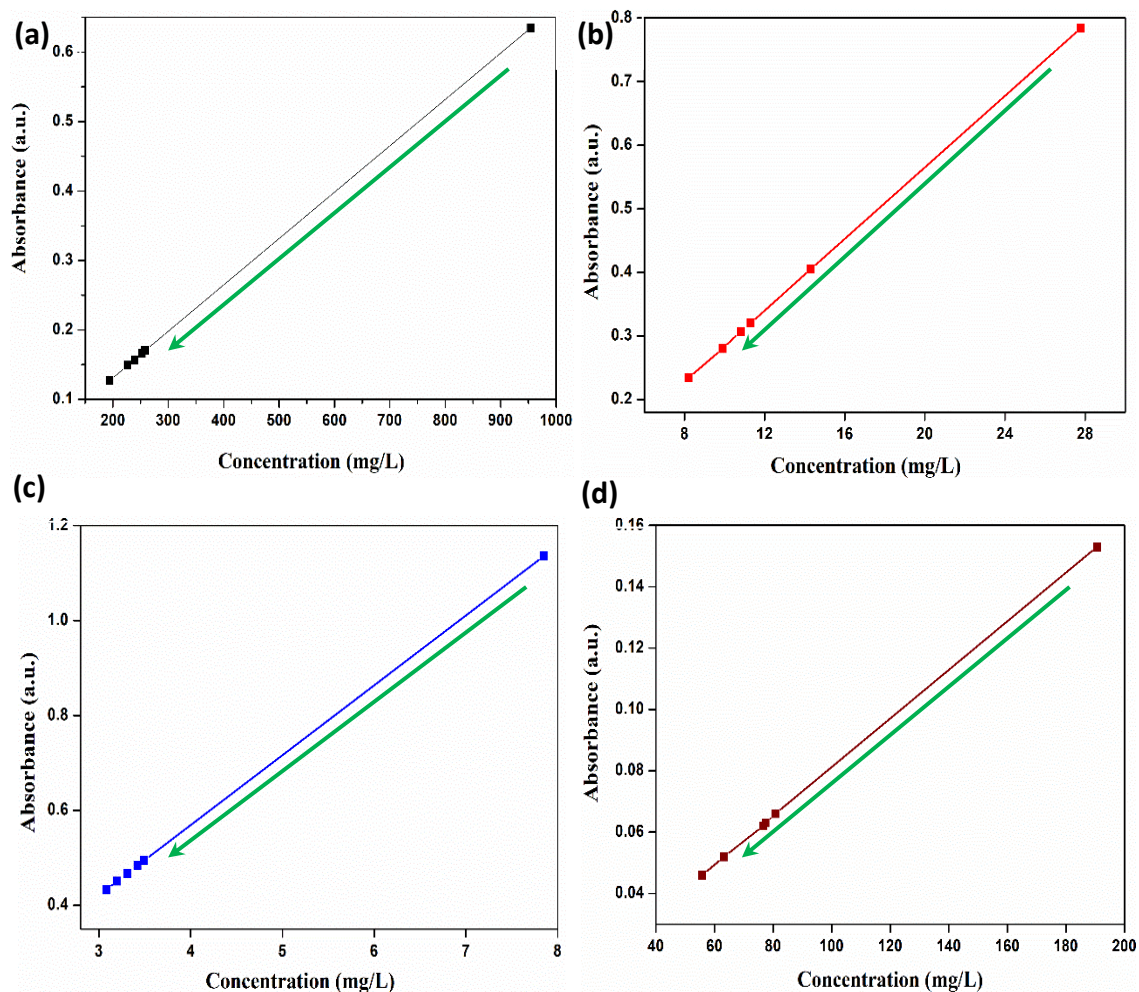 (a)
0.6
0.5
0.4
0.3
0.2
0.1
Absorbance (a.u.)
200 300 400 500 600 700 800 900 1000
Concentration (mg/L)
(b)
0.8
0.7
0.6
0.5
0.4
0.3
0.2
Absorbance (a.u.)
8 12 16 20 24 28
Concentration (mg/L)
(c)
1.2
1.0
0.8
0.6
0.4
Absorbance (a.u.)
3 4 5 6 7 8
Concentration (mg/L)
(d)
0.16
0.14
0.12
0.10
0.08
0.06
0.04
Absorbance (a.u.)
40 60 80 100 120 140 160 180 200
Concentration (mg/L)